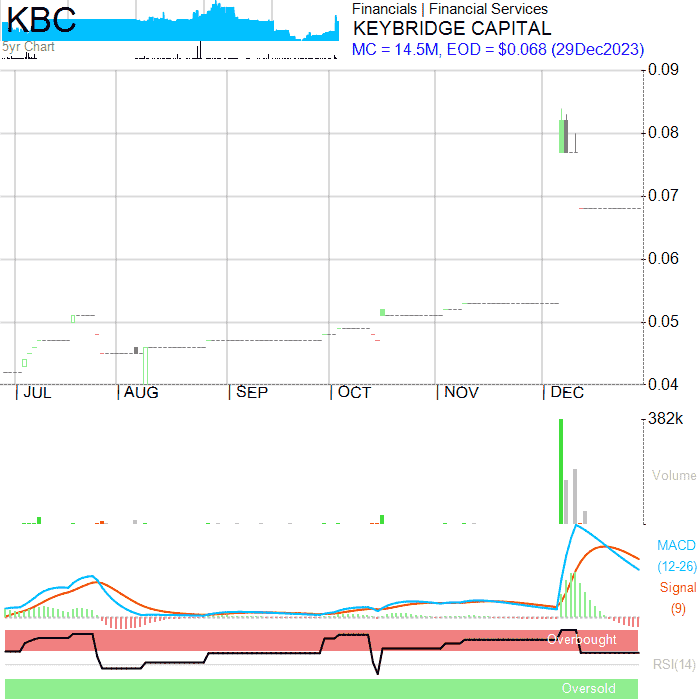 KBC
5yr Chart
Financials | Financial Services
KEYBRIDGE CAPITAL
MC = 14.5M, EOD = $0.068 (29Dec2023)
0.09
0.08
0.07
0.06
0.05
0.04
JUL
AUG
SEP
OCT
NOV
DEC
382k
Volume
MACD
(12-26)
Signal
(9)
Overbought
RSI(14)
Oversold